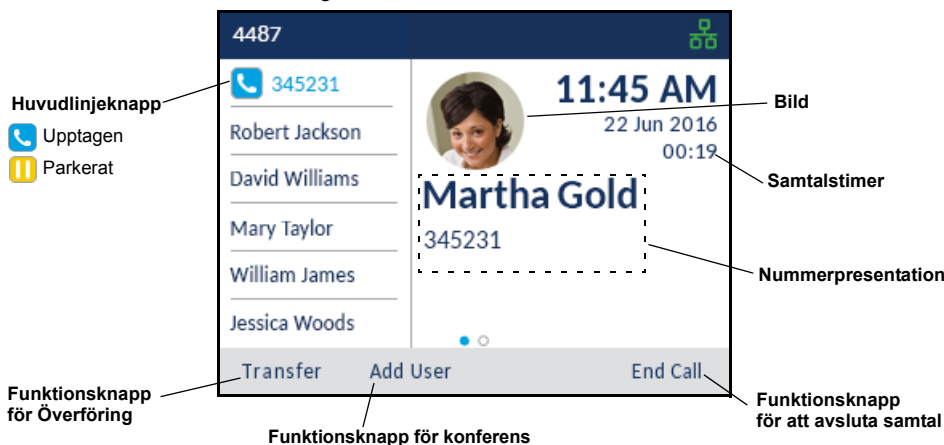 4487
Huvudlinjeknapp
Upptagen
Parkerat
345231
Robert Jackson
David Williams
Mary Taylor
William James
Jessica Woods
11:45 AM
22 Jun 2016
00:19
Martha Gold
345231
Bild
Samtalstimer
Nummerpresentation
Transfer
Add User
End Call
Funktionsknapp
för Överföring
Funktionsknapp för konferens
Funktionsknapp
för att avsluta samtal